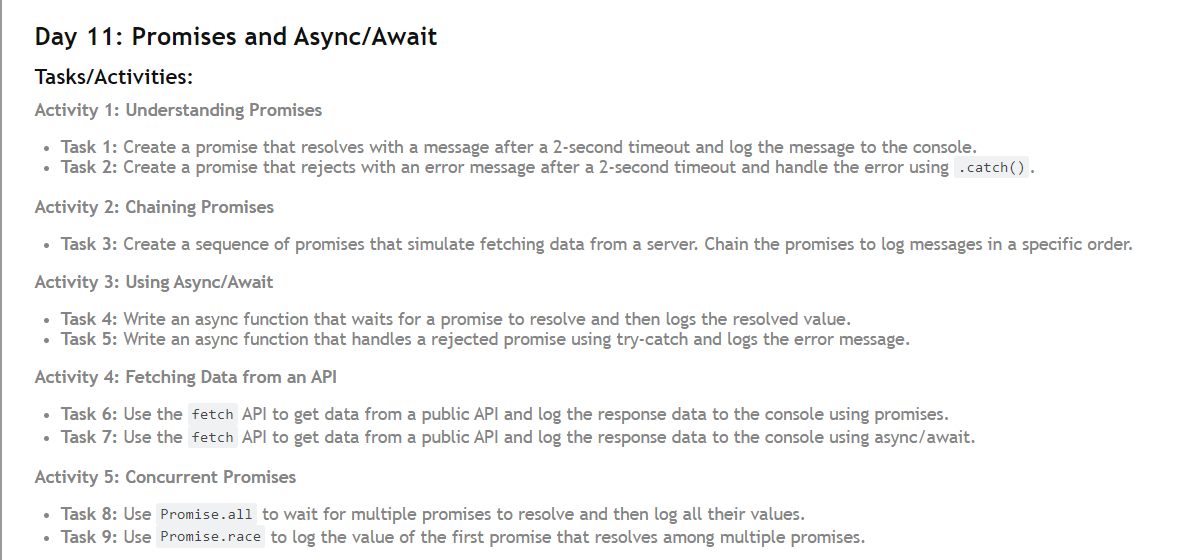 Day 11: Promises and Async/Await
Tasks/Activities:
Activity 1: Understanding Promises
• Task 1: Create a promise that resolves with a message after a 2-second timeout and log the message to the console.
• Task 2: Create a promise that rejects with an error message after a 2-second timeout and handle the error using .catch().
Activity 2: Chaining Promises
• Task 3: Create a sequence of promises that simulate fetching data from a server. Chain the promises to log messages in a specific order.
Activity 3: Using Async/Await
• Task 4: Write an async function that waits for a promise to resolve and then logs the resolved value.
• Task 5: Write an async function that handles a rejected promise using try-catch and logs the error message.
Activity 4: Fetching Data from an API
• Task 6: Use the fetch API to get data from a public API and log the response data to the console using promises.
• Task 7: Use the fetch API to get data from a public API and log the response data to the console using async/await.
Activity 5: Concurrent Promises
• Task 8: Use Promise.all to wait for multiple promises to resolve and then log all their values.
• Task 9: Use Promise.race to log the value of the first promise that resolves among multiple promises.